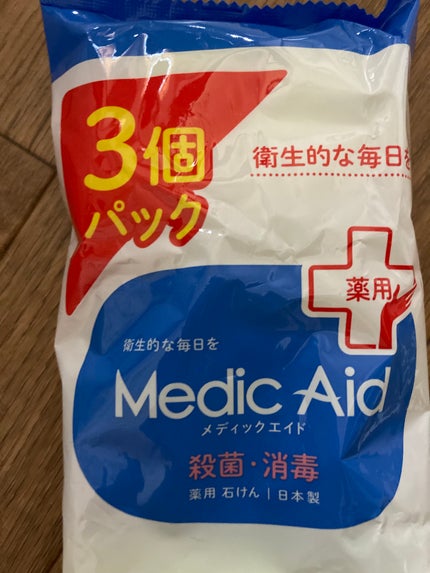 3個
パック
衛生的な毎日を
薬用
衛生的な毎日を
Medic Aid
メディックエイド
殺菌・消毒
薬用 石けん | 日本製